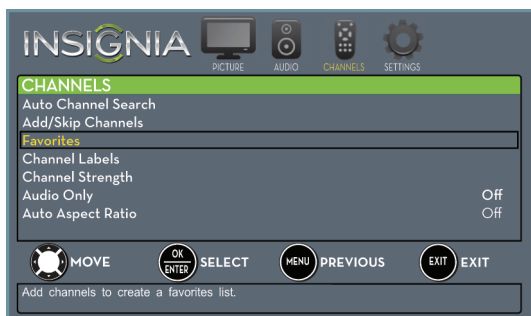 INSIGNIA
PICTURE AUDIO CHANNELS SETTINGS
CHANNELS
Auto Channel Search
Add/Skip Channels
Favorites
Channel Labels
Channel Strength
Audio Only Off
Auto Aspect Ratio Off
MOVE OK ENTER SELECT MENU PREVIOUS EXIT EXIT
Add channels to create a favorites list.